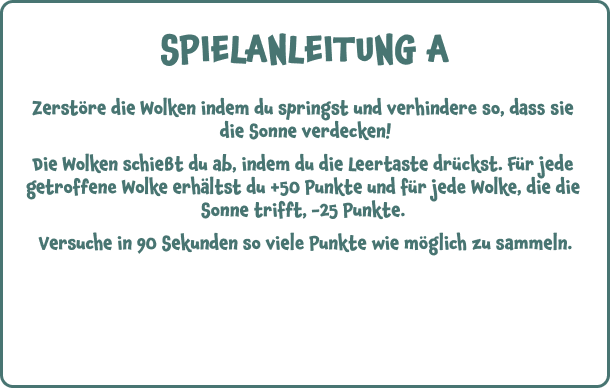 SPIELANLEITUNG A
Zerstöre die Wolken indem du springst und verhindere so, dass sie
die Sonne verdecken!
Die Wolken schießt du ab, indem du die Leertaste drückst. Für jede
getroffene Wolke erhältst du +50 Punkte und für jede Wolke, die die
Sonne trifft, -25 Punkte.
Versuche in 90 Sekunden so viele Punkte wie möglich zu sammeln.